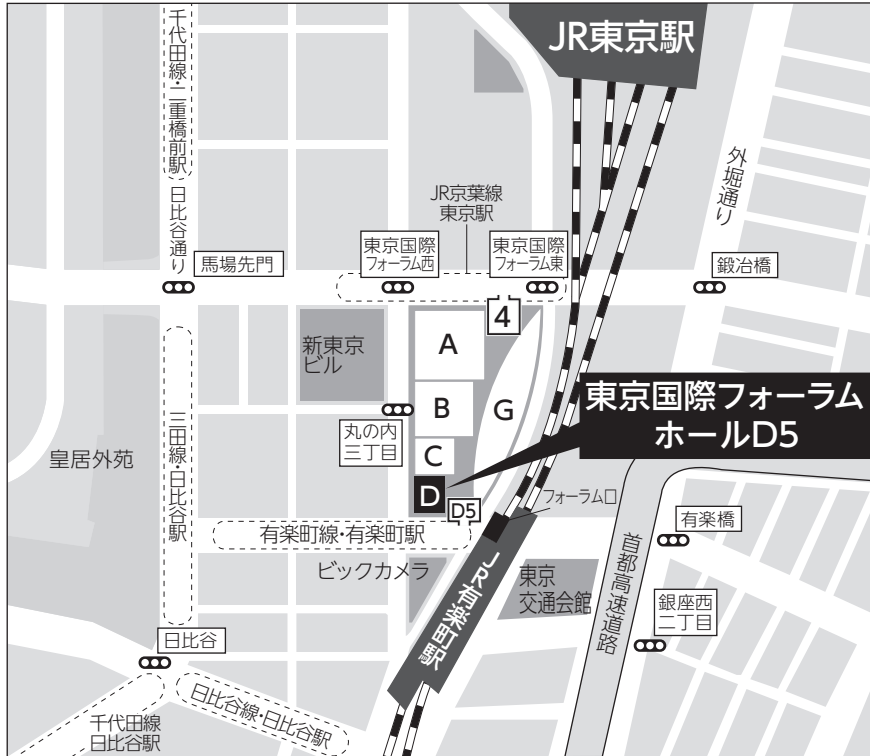 JR東京駅
千代田線・二重橋前駅
日比谷通り
外堀通り
JR京葉線
東京駅
馬場先門
東京国際
フォーラム西
東京国際
フォーラム東
鍛冶橋
4
A
新東京
ビル
B
G
東京国際フォーラム
ホールD5
丸の内
三丁目
C
皇居外苑
三田線・日比谷駅
D
D5
フォーラム口
有楽橋
有楽町線・有楽町駅
ビックカメラ
JR有楽町駅
東京
交通会館
首都高速道路
銀座西
二丁目
日比谷
日比谷線・日比谷駅
千代田線
日比谷駅